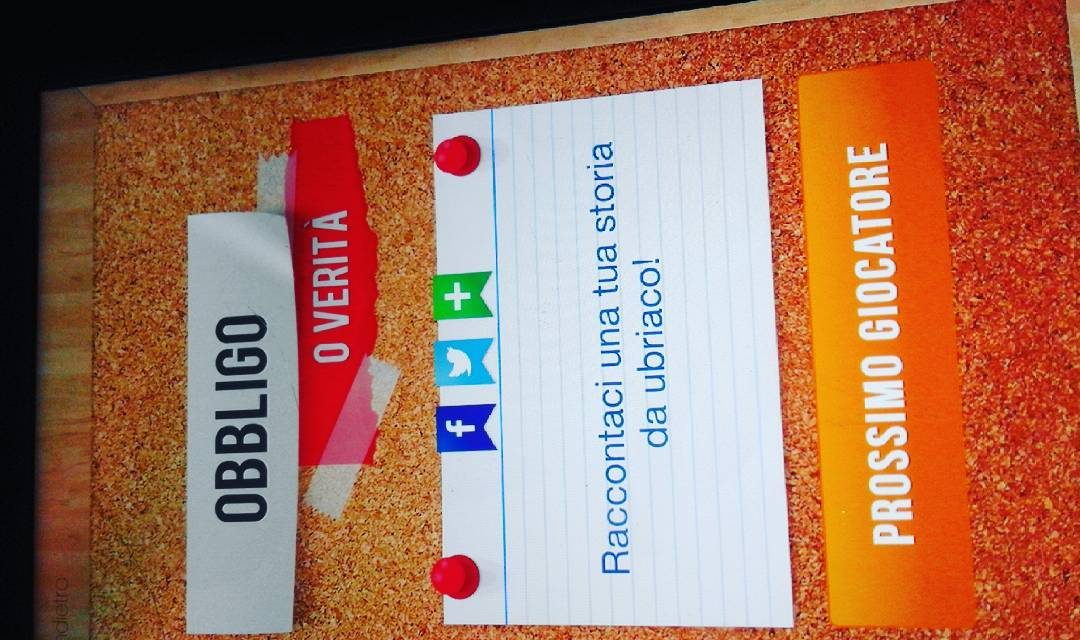 OBBLIGO
O VERITÀ
f
+
Raccontaci una tua storia
da ubriaco!
PROSSIMO GIOCATORE